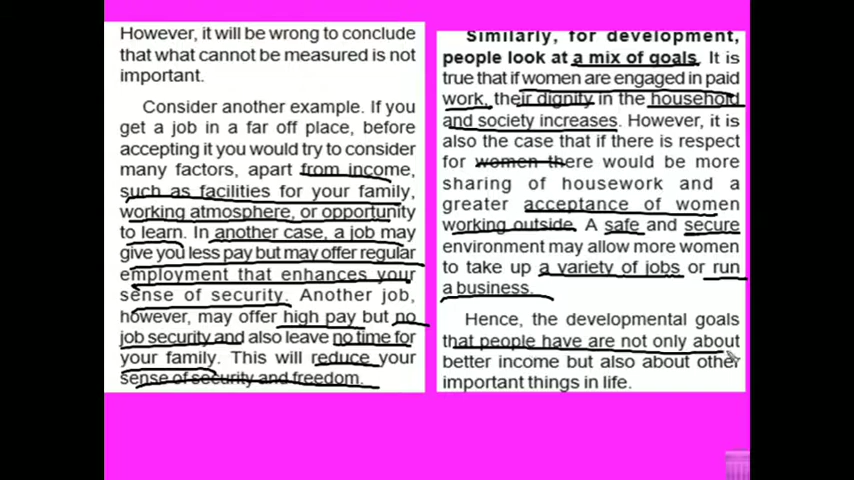 However, it will be wrong to conclude
that what cannot be measured is not
important.
Consider another example. If you
get a job in a far off place, before
accepting it you would try to consider
many factors, apart from income,
such as facilities for your family,
working atmosphere, or opportunity
to learn. In another case, a job may
give you less pay but may offer regular
employment that enhances your
sense of security. Another job,
however, may offer high pay but no
job security and also leave no time for
your family. This will reduce your
sense of security and freedom.
Similarly, for development,
people look at a mix of goals. It is
true that if women are engaged in paid
work, their dignity in the household
and society increases. However, it is
also the case that if there is respect
for women there would be more
sharing of housework and a
greater acceptance of women
working outside. A safe and secure
environment may allow more women
to take up a variety of jobs or run
a business.
Hence, the developmental goals
that people have are not only about
better income but also about other
important things in life.